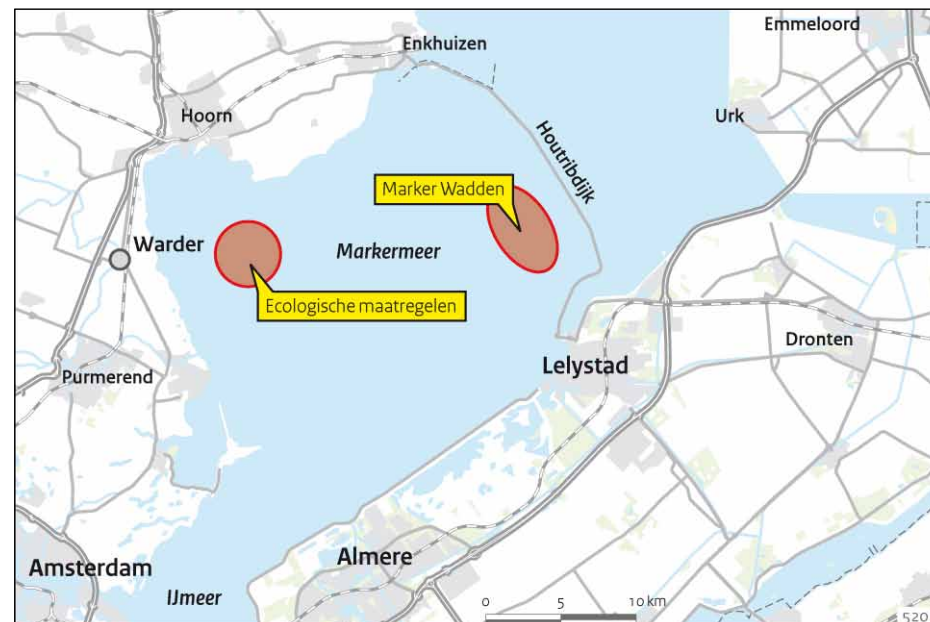 Emmeloord
Enkhuizen
Hoorn
Urk
Houtribdijk
Marker Wadden
Warder
Markermeer
Ecologische maatregelen
Dronten
Lelystad
Purmerend
Almere
Amsterdam
IJmeer
0 5 10 km
520